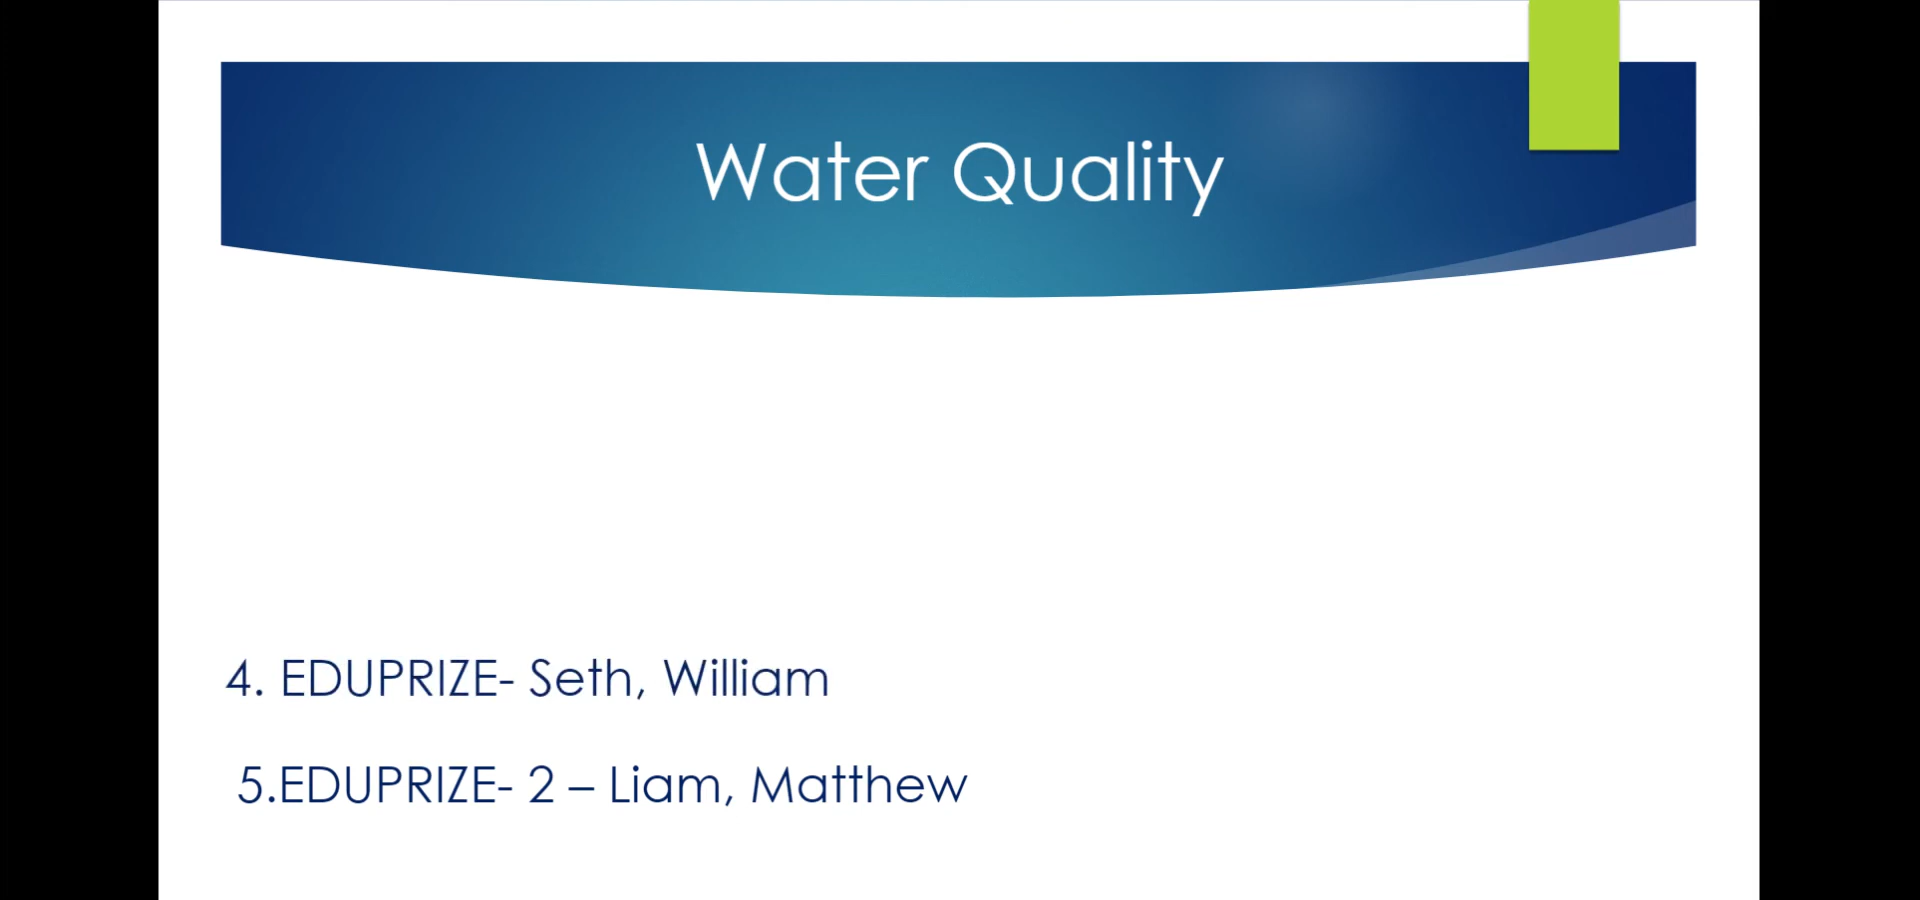 Water Quality
4. EDUPRIZE- Seth, William
5.EDUPRIZE- 2 – Liam, Matthew